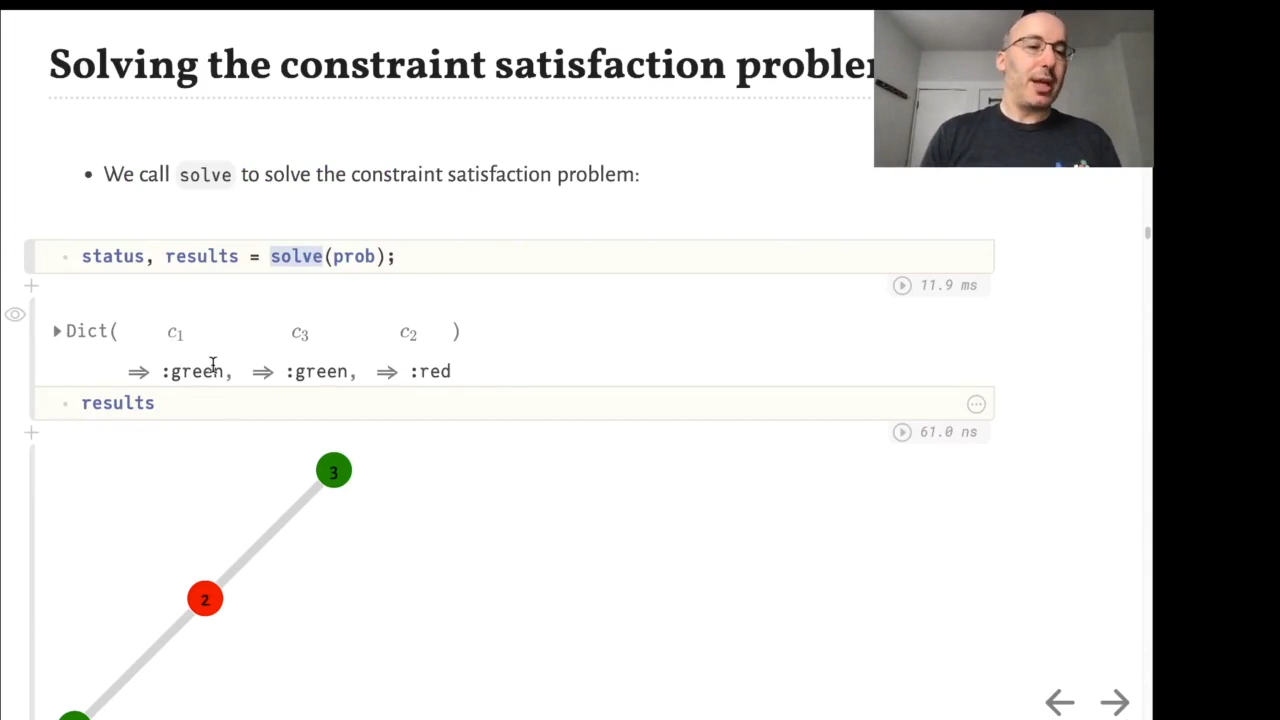 Solving the constraint satisfaction
• We call solve to solve the constraint satisfaction problem:
status, results = solve(prob);
11.9 ms
Dict( c₁ c₃ c₂ )
⇒ :green, ⇒ :green, ⇒ :red
results
61.0 ns
3
2